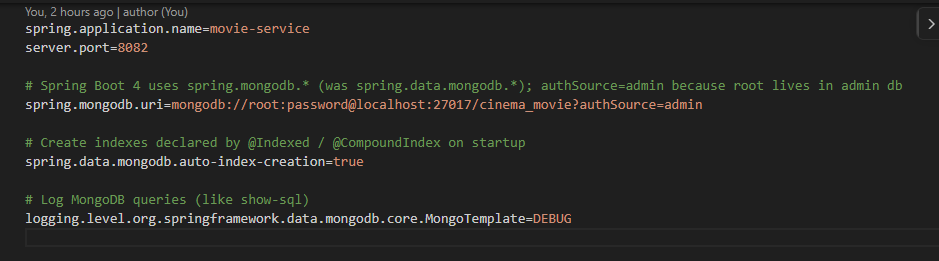 You, 2 hours ago | author (You)
spring.application.name=movie-service
server.port=8082
# Spring Boot 4 uses spring.mongodb.* (was spring.data.mongodb.*); authSource=admin because root lives in admin db
spring.mongodb.uri=mongodb://root:password@localhost:27017/cinema_movie?authSource=admin
# Create indexes declared by @Indexed / @CompoundIndex on startup
spring.data.mongodb.auto-index-creation=true
# Log MongoDB queries (like show-sql)
logging.level.org.springframework.data.mongodb.core.MongoTemplate=DEBUG